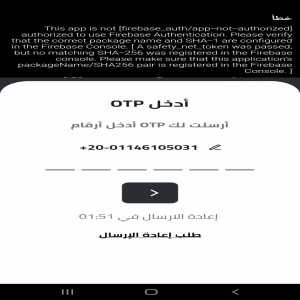 خطأ
This app is not [firebase_auth/app-not-authorized]
authorized to use Firebase Authentication. Please verify
that the correct package name and SHA-1 are configured
in the Firebase Console. [ A safety_net_token was passed,
but no matching SHA-256 was registered in the Firebase
console. Please make sure that this application's
packageName/SHA256 pair is registered in the Firebase
Console. ]
أدخل OTP
أرسلت لك OTP أدخل أرقام
+20-01146105031
إعادة الارسال في 01:51
طلب إعادة الإرسال